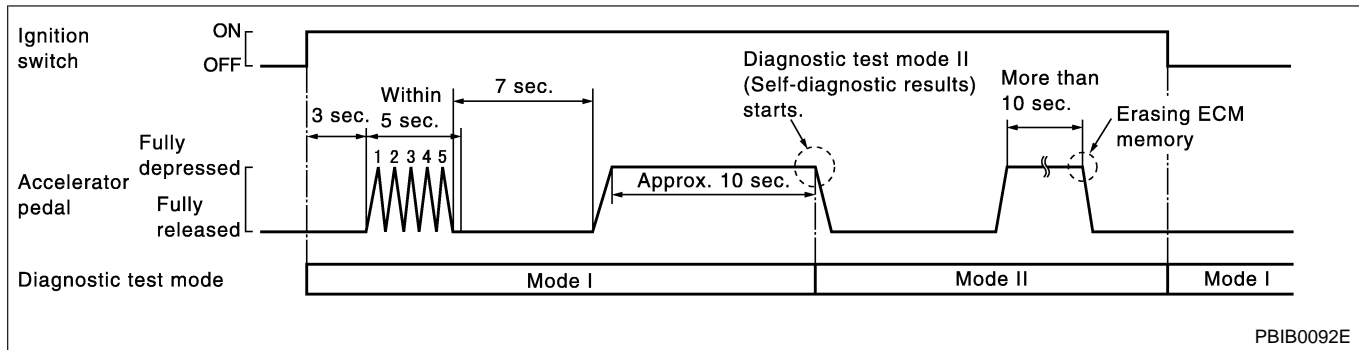 Ignition
switch
ON
OFF
3 sec.
Within
5 sec.
7 sec.
Diagnostic test mode II
(Self-diagnostic results)
starts.
More than
10 sec.
Erasing ECM
memory
Accelerator
pedal
Fully
depressed
Fully
released
1 2 3 4 5
Approx. 10 sec.
Diagnostic test mode
Mode I
Mode II
Mode I
PBIB0092E